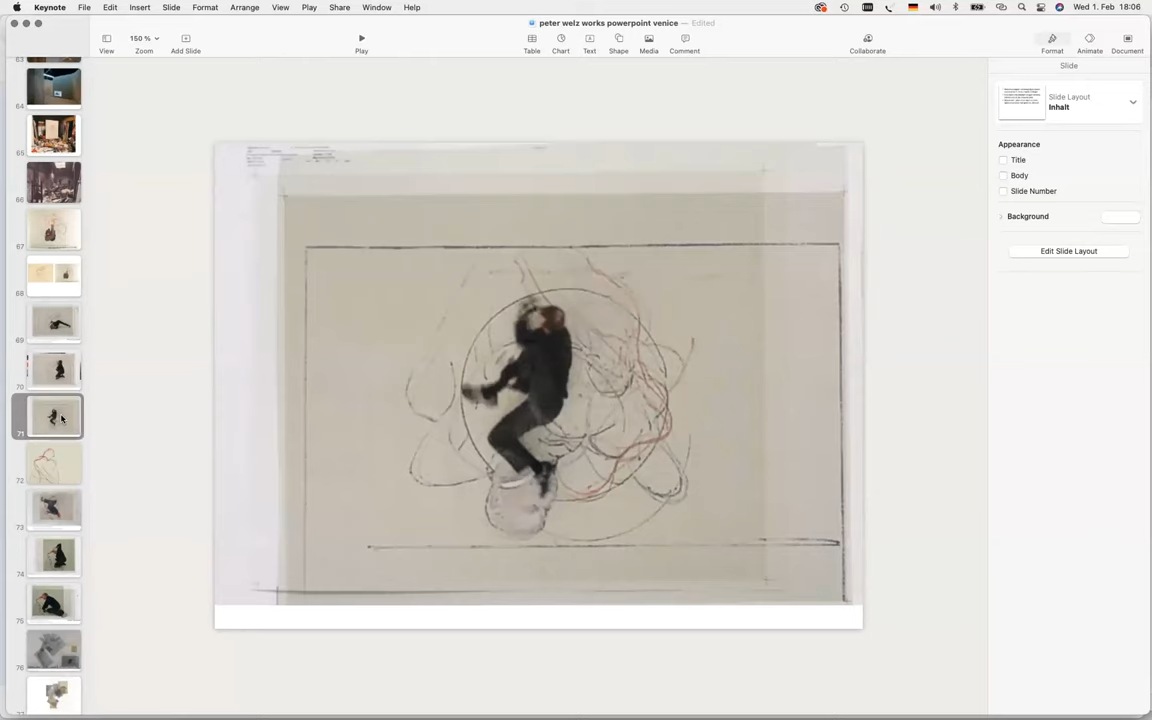 Keynote File Edit Insert Slide Format Arrange View Play Share Window Help
Wed 1. Feb 18:06
peter welz works powerpoint venice — Edited
150 %
View Zoom Add Slide
Play
Table Chart Text Shape Media Comment
Collaborate
Format Animate Document
Slide
Slide Layout
Inhalt
Appearance
Title
Body
Slide Number
Background
Edit Slide Layout
63
64
65
66
67
68
69
70
71
72
73
74
75
76